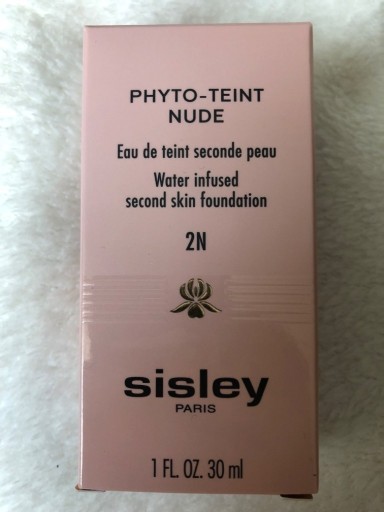 PHYTO-TEINT
NUDE
Eau de teint seconde peau
Water infused
second skin foundation
2N
sisley
PARIS
1 FL. OZ. 30 ml